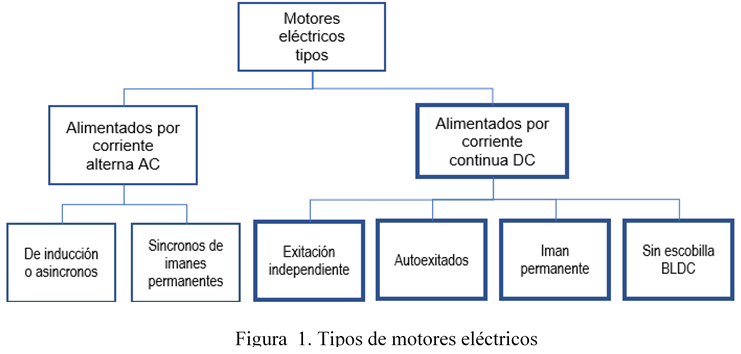 Motores
eléctricos
tipos
Alimentados por
corriente
alterna AC
Alimentados por
corriente
continua DC
De inducción
o asincronos
Sincronos de
imanes
permanentes
Exitación
independiente
Autoexitados
Iman
permanente
Sin escobilla
BLDC
Figura 1. Tipos de motores eléctricos